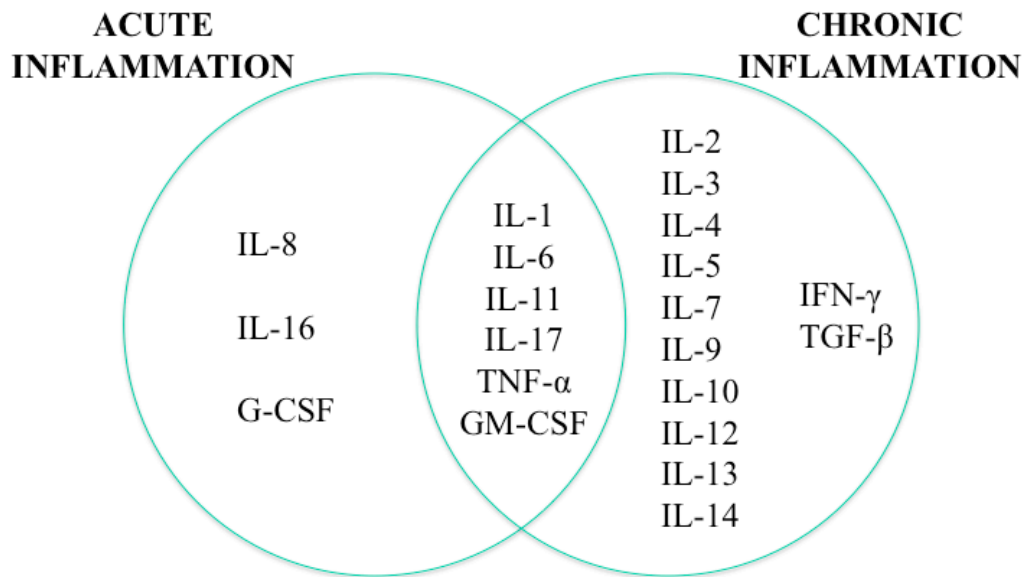 ACUTE
INFLAMMATION
CHRONIC
INFLAMMATION
IL-8
IL-16
G-CSF
IL-1
IL-6
IL-11
IL-17
TNF-α
GM-CSF
IL-2
IL-3
IL-4
IL-5
IL-7
IL-9
IL-10
IL-12
IL-13
IL-14
IFN-γ
TGF-β